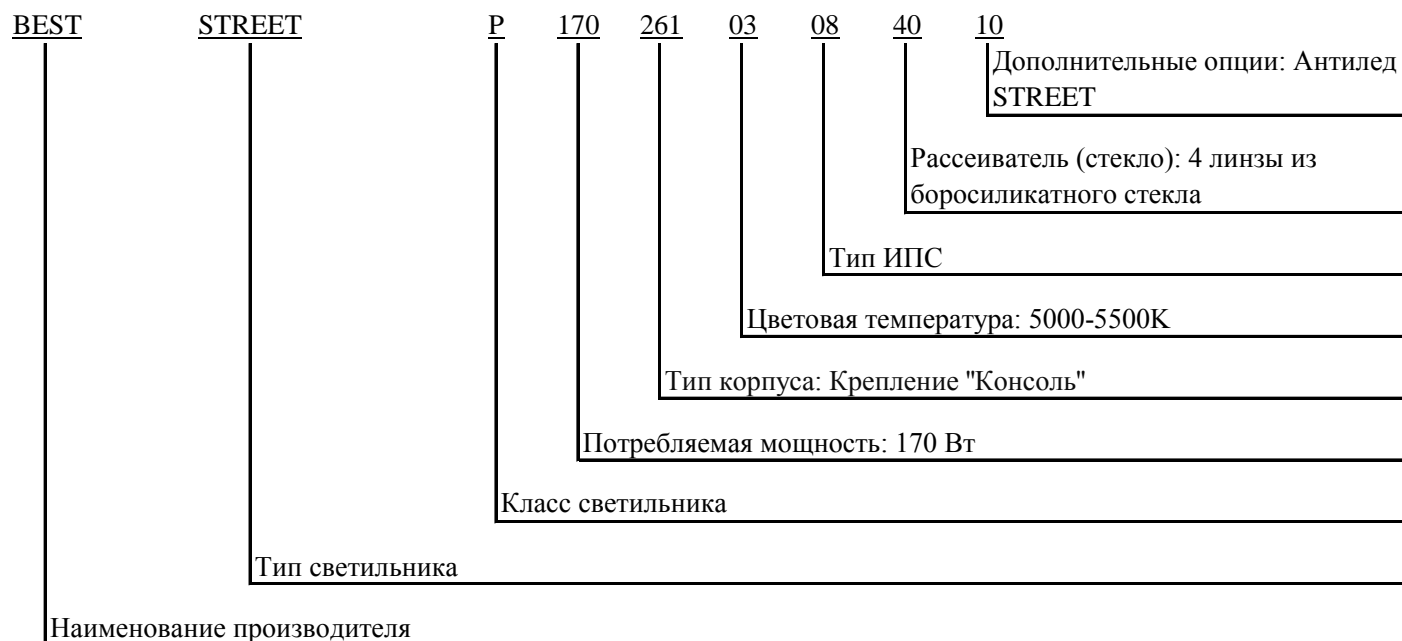 BEST STREET P 170 261 03 08 40 10
Дополнительные опции: Антилед
STREET
Рассеиватель (стекло): 4 линзы из
боросиликатного стекла
Тип ИПС
Цветовая температура: 5000-5500K
Тип корпуса: Крепление "Консоль"
Потребляемая мощность: 170 Вт
Класс светильника
Тип светильника
Наименование производителя